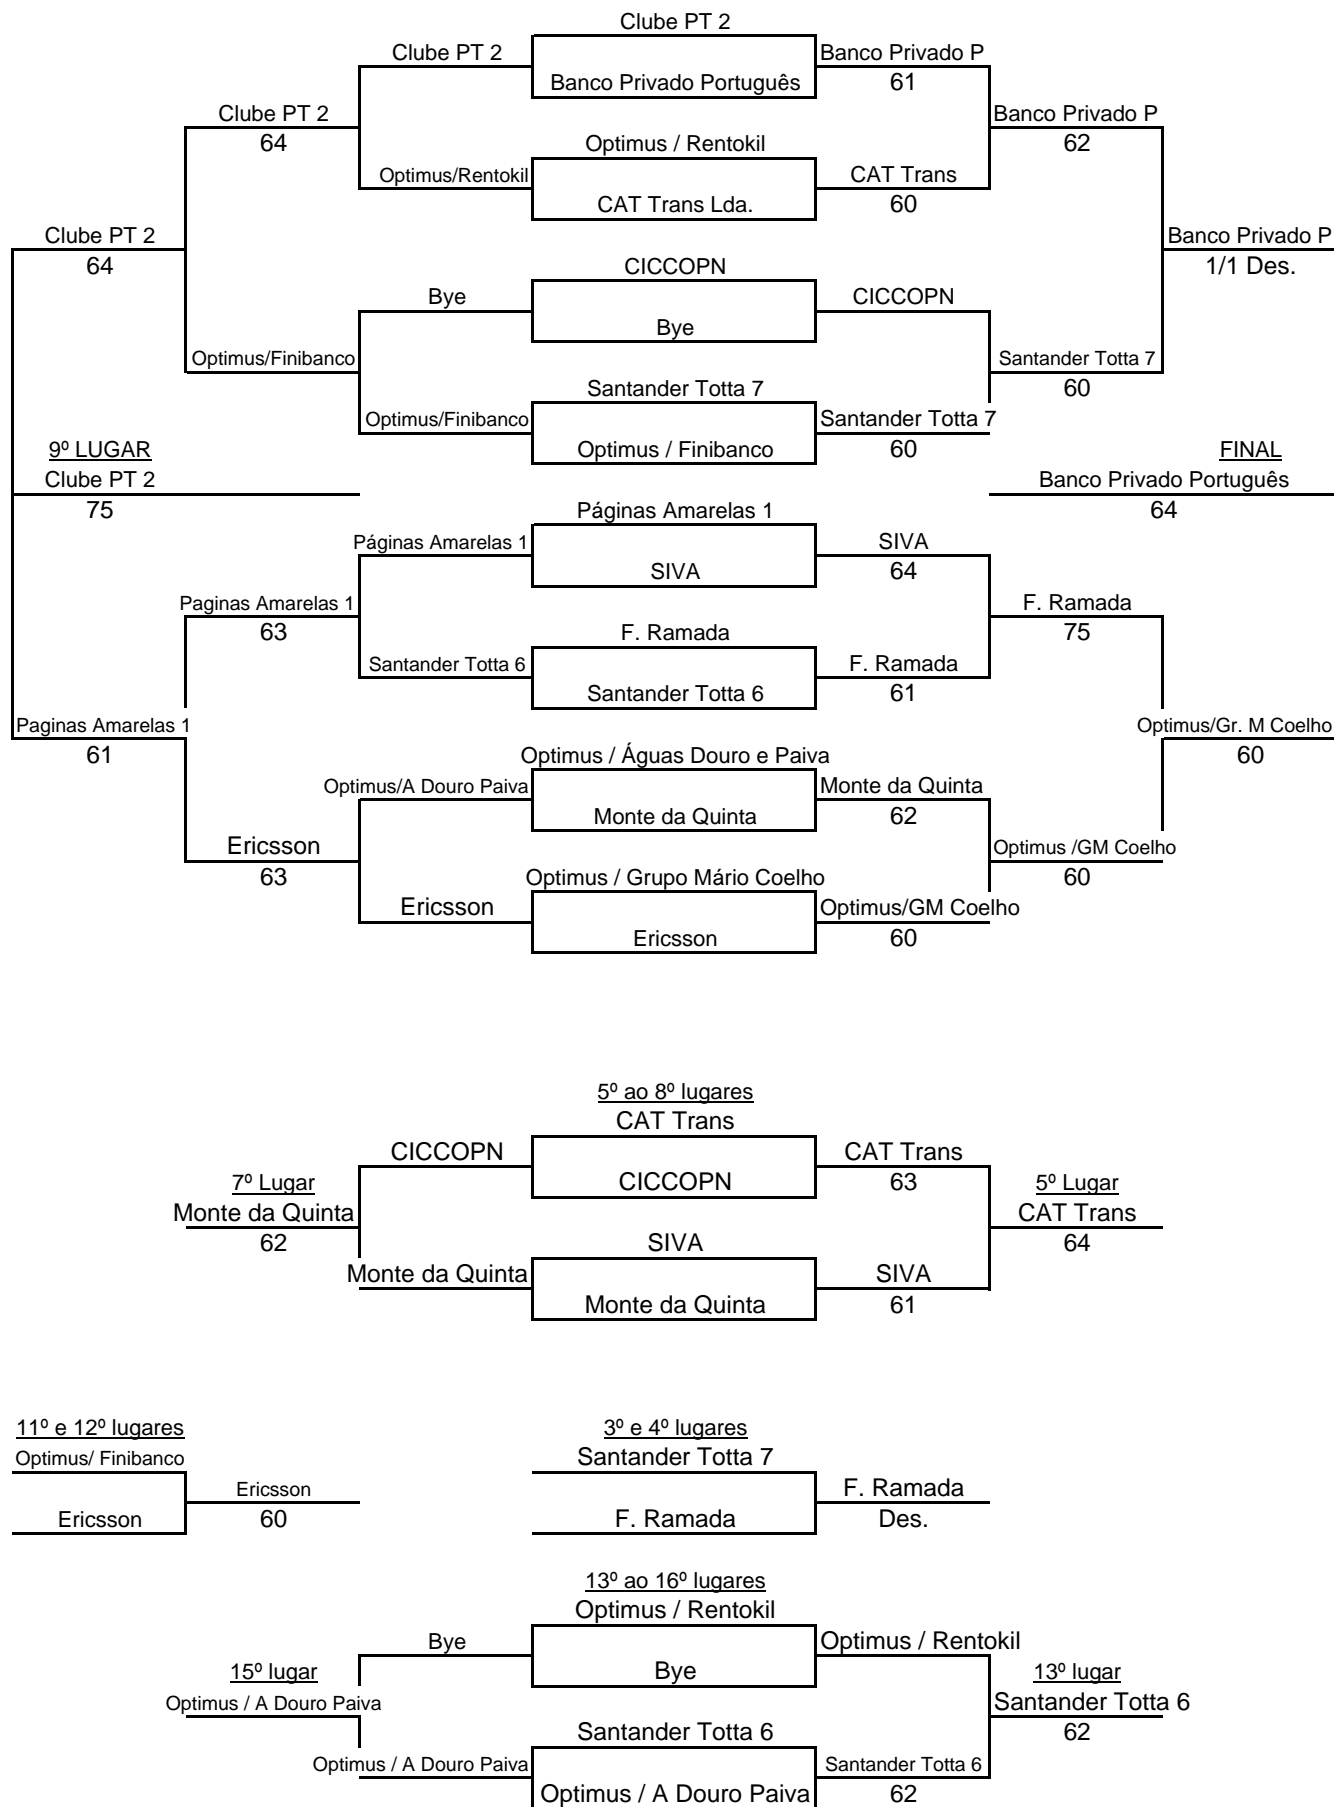 Clube PT 2
Clube PT 2
Banco Privado P
Banco Privado Português
61
Clube PT 2
Banco Privado P
64
Optimus / Rentokil
62
Optimus/Rentokil
CAT Trans
CAT Trans Lda.
60
Clube PT 2
Banco Privado P
64
CICCOPN
1/1 Des.
Bye
CICCOPN
Bye
Optimus/Finibanco
Santander Totta 7
Santander Totta 7
60
Optimus/Finibanco
Santander Totta 7
9º LUGAR
Optimus / Finibanco
60
FINAL
Clube PT 2
Banco Privado Português
75
Páginas Amarelas 1
64
Páginas Amarelas 1
SIVA
SIVA
64
Paginas Amarelas 1
F. Ramada
63
F. Ramada
75
Santander Totta 6
F. Ramada
Santander Totta 6
61
Paginas Amarelas 1
Optimus/Gr. M Coelho
61
Optimus / Águas Douro e Paiva
60
Optimus/A Douro Paiva
Monte da Quinta
Monte da Quinta
62
Ericsson
Optimus /GM Coelho
63
Optimus / Grupo Mário Coelho
60
Ericsson
Optimus/GM Coelho
Ericsson
60
5º ao 8º lugares
CAT Trans
CICCOPN
CAT Trans
7º Lugar
CICCOPN
63
5º Lugar
Monte da Quinta
CAT Trans
62
SIVA
64
Monte da Quinta
SIVA
Monte da Quinta
61
11º e 12º lugares
3º e 4º lugares
Optimus/ Finibanco
Santander Totta 7
Ericsson
F. Ramada
Ericsson
60
F. Ramada
Des.
13º ao 16º lugares
Optimus / Rentokil
Bye
Optimus / Rentokil
15º lugar
Bye
13º lugar
Optimus / A Douro Paiva
Santander Totta 6
Santander Totta 6
62
Optimus / A Douro Paiva
Santander Totta 6
Optimus / A Douro Paiva
62